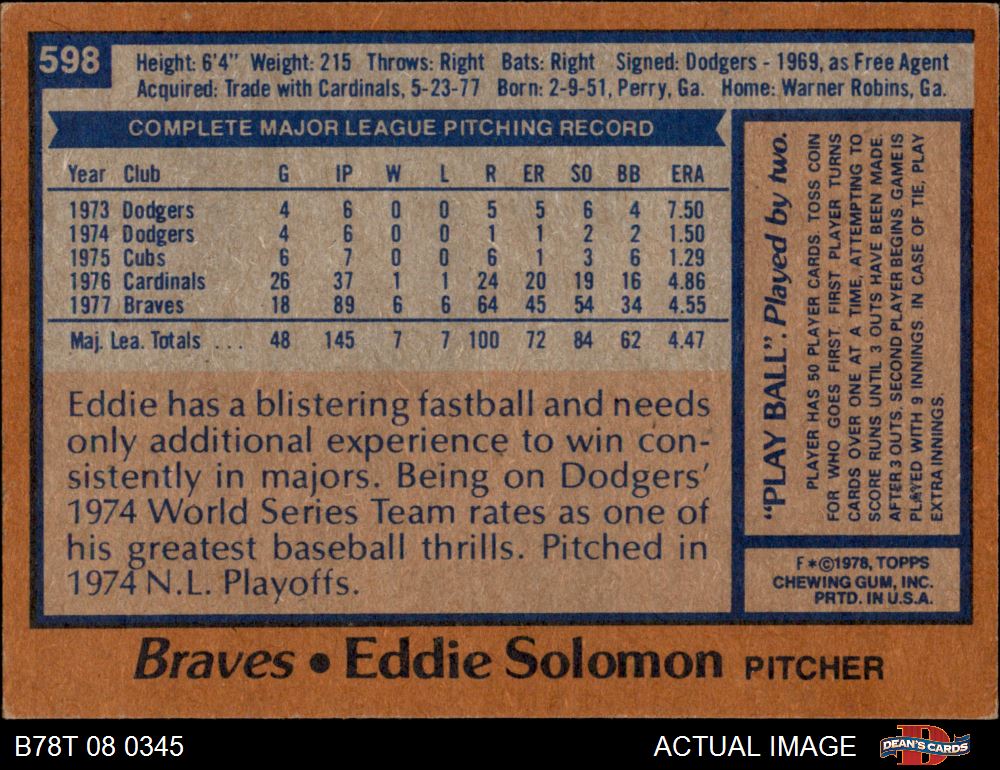 598
Height: 6'4" Weight: 215 Throws: Right Bats: Right Signed: Dodgers - 1969, as Free Agent
Acquired: Trade with Cardinals, 5-23-77 Born: 2-9-51, Perry, Ga. Home: Warner Robins, Ga.
COMPLETE MAJOR LEAGUE PITCHING RECORD
Year Club G IP W L R ER SO BB ERA
1973 Dodgers 4 6 0 0 5 5 6 4 7.50
1974 Dodgers 4 6 0 0 1 1 2 2 1.50
1975 Cubs 6 7 0 0 6 1 3 6 1.29
1976 Cardinals 26 37 1 1 24 20 19 16 4.86
1977 Braves 18 89 6 6 64 45 54 34 4.55
Maj. Lea. Totals ... 48 145 7 7 100 72 84 62 4.47
Eddie has a blistering fastball and needs
only additional experience to win con-
sistently in majors. Being on Dodgers'
1974 World Series Team rates as one of
his greatest baseball thrills. Pitched in
1974 N.L. Playoffs.
"PLAY BALL". Played by two.
PLAYER HAS 50 PLAYER CARDS. TOSS COIN
FOR WHO GOES FIRST. FIRST PLAYER TURNS
CARDS OVER ONE AT A TIME, ATTEMPTING TO
SCORE RUNS UNTIL 3 OUTS HAVE BEEN MADE.
AFTER 3 OUTS, SECOND PLAYER BEGINS. GAME IS
PLAYED WITH 9 INNINGS. IN CASE OF TIE, PLAY
EXTRA INNINGS.
F*©1978, TOPPS
CHEWING GUM, INC.
PRTD. IN U.S.A.
Braves • Eddie Solomon PITCHER
B78T 08 0345
ACTUAL IMAGE
DEAN'S CARDS